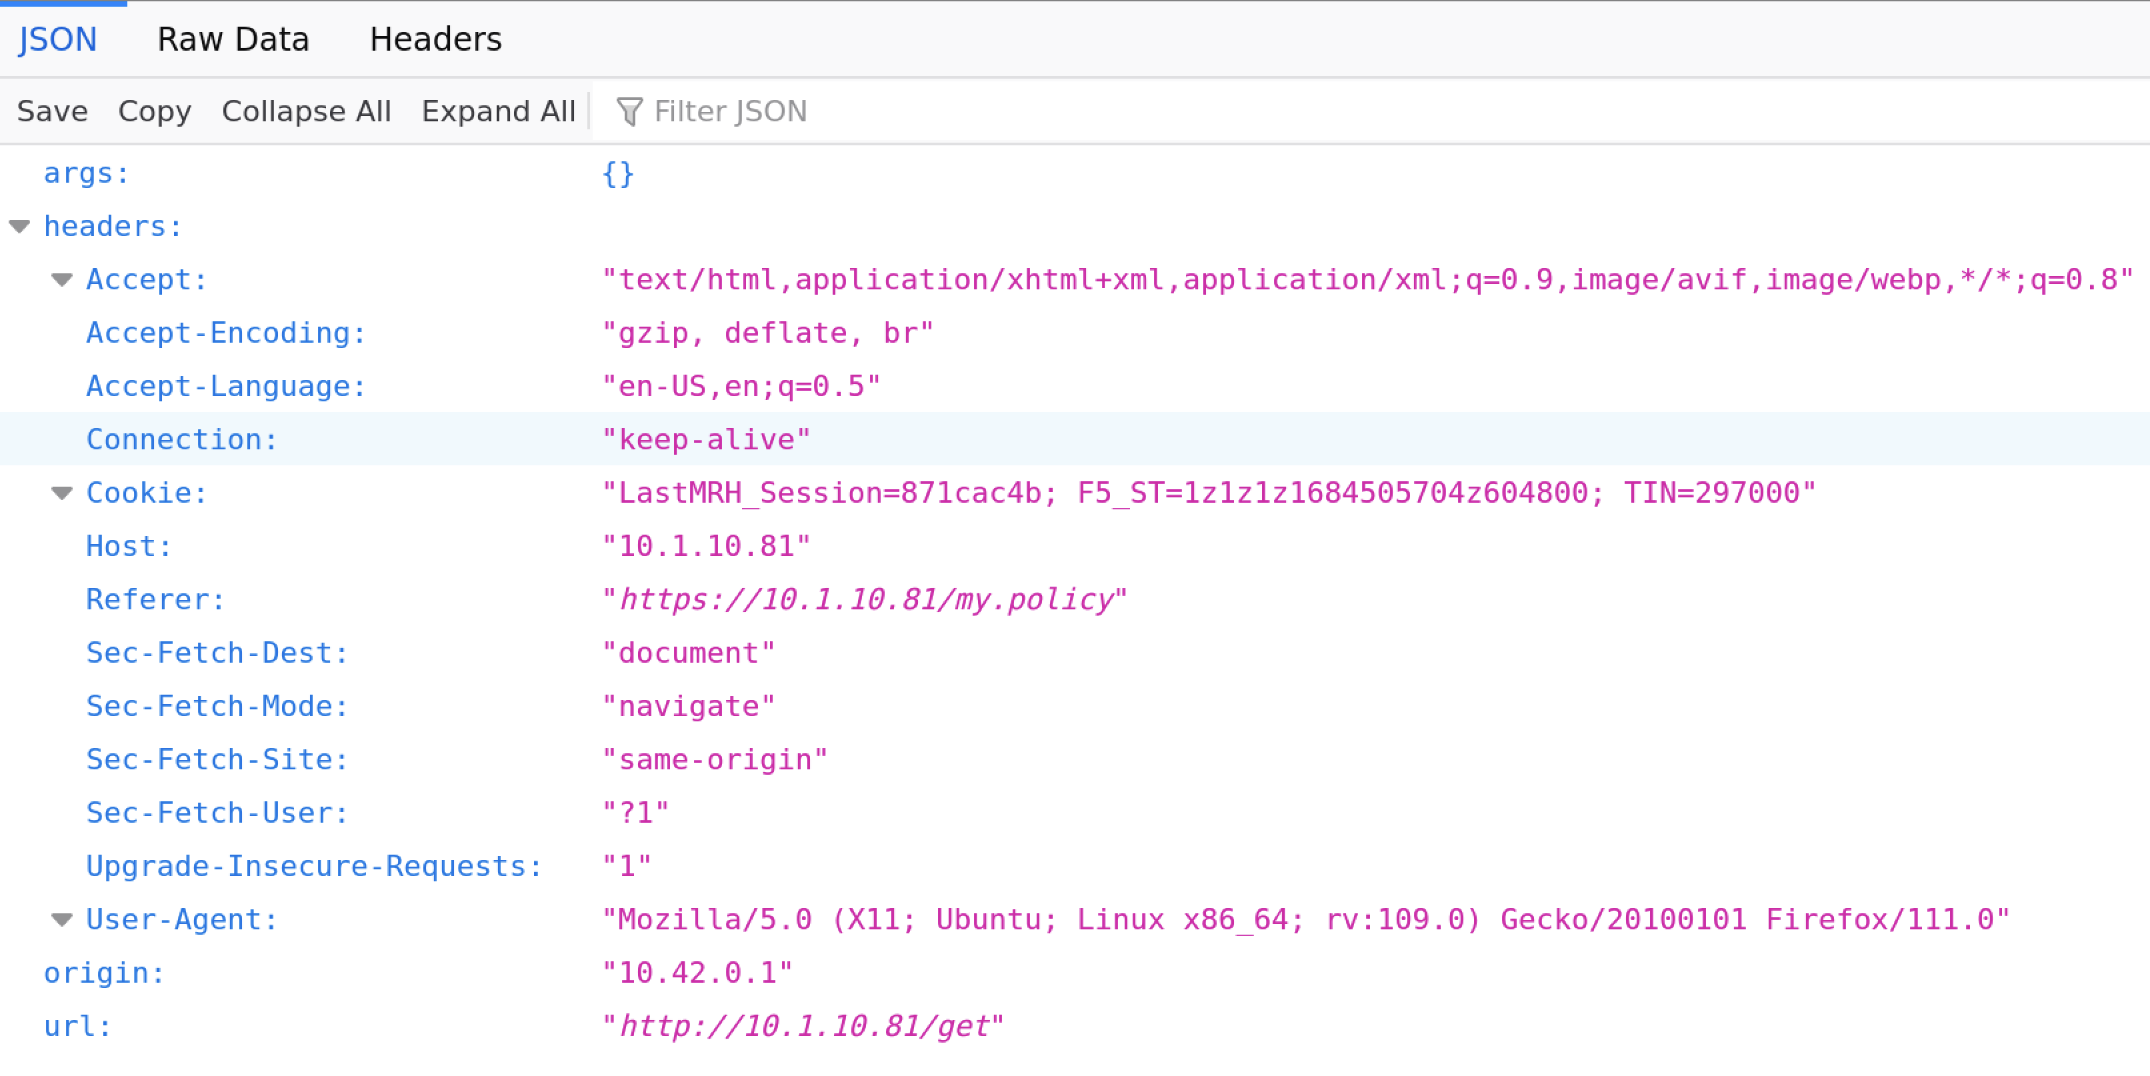 JSON Raw Data Headers
Save Copy Collapse All Expand All Filter JSON
args: {}
headers:
Accept: "text/html,application/xhtml+xml,application/xml;q=0.9,image/avif,image/webp,*/*;q=0.8"
Accept-Encoding: "gzip, deflate, br"
Accept-Language: "en-US,en;q=0.5"
Connection: "keep-alive"
Cookie: "LastMRH_Session=871cac4b; F5_ST=1z1z1z1684505704z604800; TIN=297000"
Host: "10.1.10.81"
Referer: "https://10.1.10.81/my.policy"
Sec-Fetch-Dest: "document"
Sec-Fetch-Mode: "navigate"
Sec-Fetch-Site: "same-origin"
Sec-Fetch-User: "?1"
Upgrade-Insecure-Requests: "1"
User-Agent: "Mozilla/5.0 (X11; Ubuntu; Linux x86_64; rv:109.0) Gecko/20100101 Firefox/111.0"
origin: "10.42.0.1"
url: "http://10.1.10.81/get"